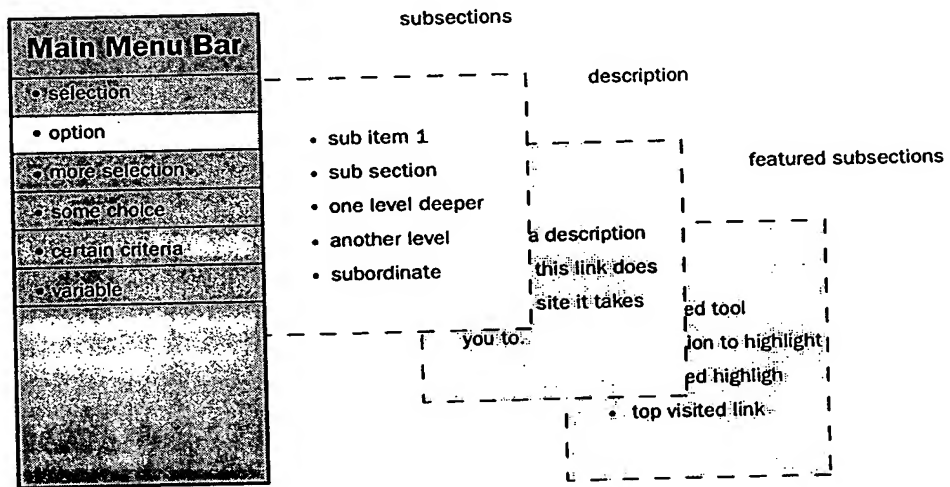 subsections
Main Menu Bar
description
• selection
• option
• sub item 1
featured subsections
• more selection
• sub section
• some choice
• one level deeper
• certain criteria
• another level
a description
• variable
• subordinate
this link does
site it takes
ed tool
you to.
ion to highlight
ed highligh
• top visited link